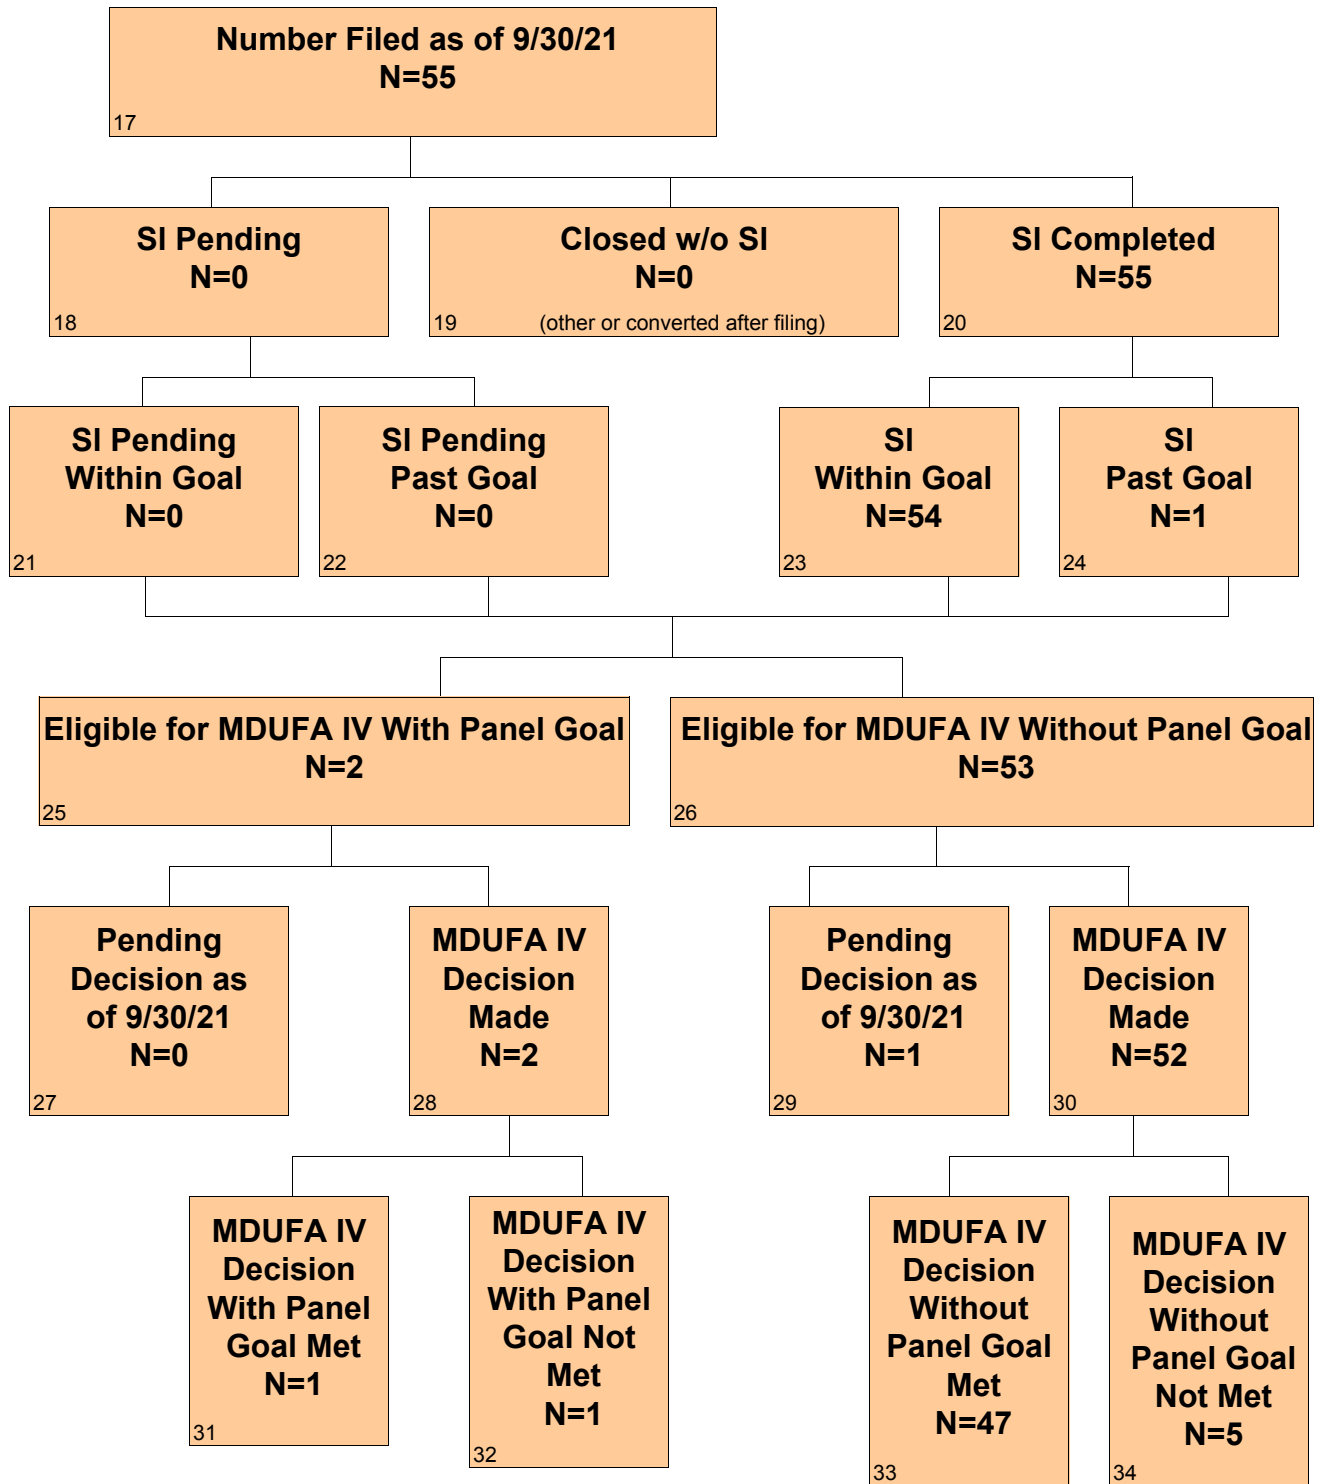 Number Filed as of 9/30/21
N=55
17
SI Pending
N=0
18
Closed w/o SI
N=0
19
(other or converted after filing)
SI Completed
N=55
20
SI Pending
Within Goal
N=0
21
SI Pending
Past Goal
N=0
22
SI
Within Goal
N=54
23
SI
Past Goal
N=1
24
Eligible for MDUFA IV With Panel Goal
N=2
25
Eligible for MDUFA IV Without Panel Goal
N=53
26
Pending
Decision as
of 9/30/21
N=0
27
MDUFA IV
Decision
Made
N=2
28
Pending
Decision as
of 9/30/21
N=1
29
MDUFA IV
Decision
Made
N=52
30
MDUFA IV
Decision
With Panel
Goal Met
N=1
31
MDUFA IV
Decision
With Panel
Goal Not
Met
N=1
32
MDUFA IV
Decision
Without
Panel Goal
Met
N=47
33
MDUFA IV
Decision
Without
Panel Goal
Not Met
N=5
34